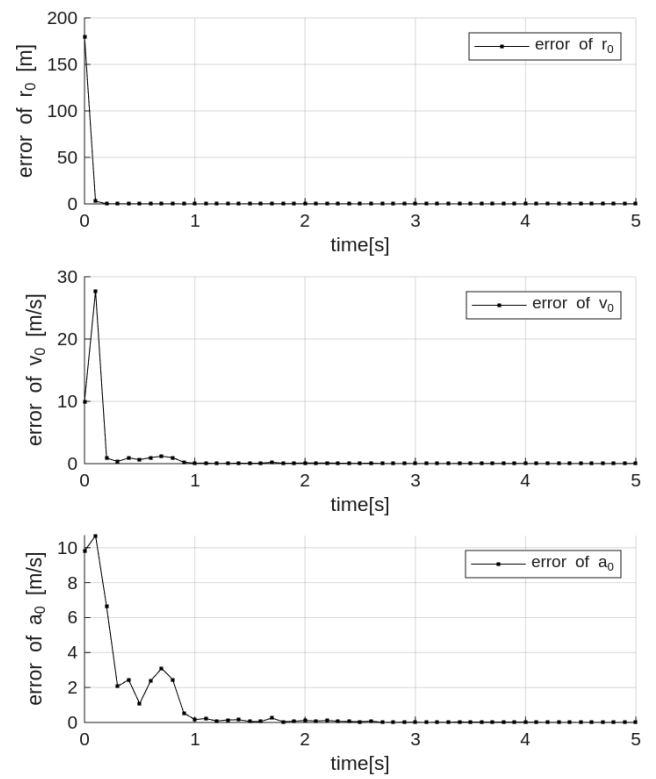 200
150
100
50
0
error of r0 [m]
error of r0
0 1 2 3 4 5
time[s]
30
20
10
0
error of v0 [m/s]
error of v0
0 1 2 3 4 5
time[s]
10
8
6
4
2
0
error of a0 [m/s]
error of a0
0 1 2 3 4 5
time[s]